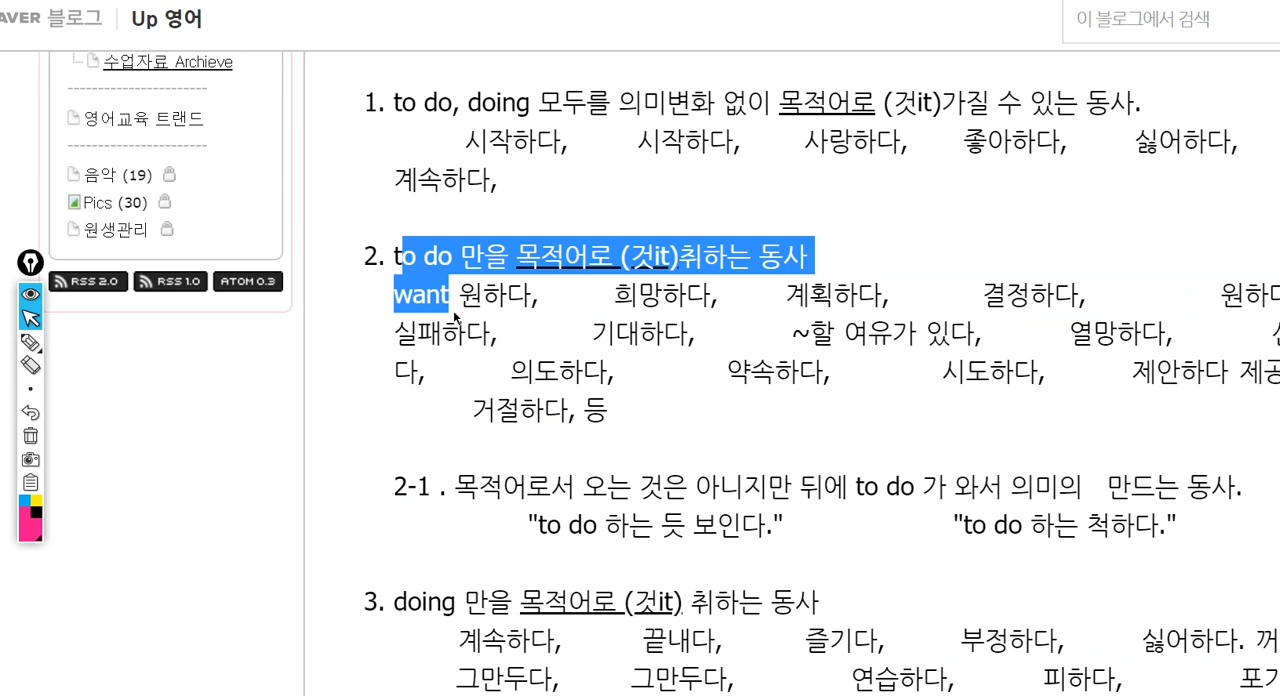 AVER 블로그 Up 영어
이 블로그에서 검색
수업자료 Archieve
영어교육 트랜드
음악 (19)
Pics (30)
원생관리
RSS 2.0 RSS 1.0 ATOM 0.3
1. to do, doing 모두를 의미변화 없이 목적어로 (것it)가질 수 있는 동사.
시작하다, 시작하다, 사랑하다, 좋아하다, 싫어하다,
계속하다,
2. to do 만을 목적어로 (것it)취하는 동사
want 원하다, 희망하다, 계획하다, 결정하다, 원하
실패하다, 기대하다, ~할 여유가 있다, 열망하다,
다, 의도하다, 약속하다, 시도하다, 제안하다 제공
거절하다, 등
2-1 . 목적어로서 오는 것은 아니지만 뒤에 to do 가 와서 의미의 만드는 동사.
"to do 하는 듯 보인다." "to do 하는 척하다."
3. doing 만을 목적어로 (것it) 취하는 동사
계속하다, 끝내다, 즐기다, 부정하다, 싫어하다. 꺼
그만두다, 그만두다, 연습하다, 피하다, 포기